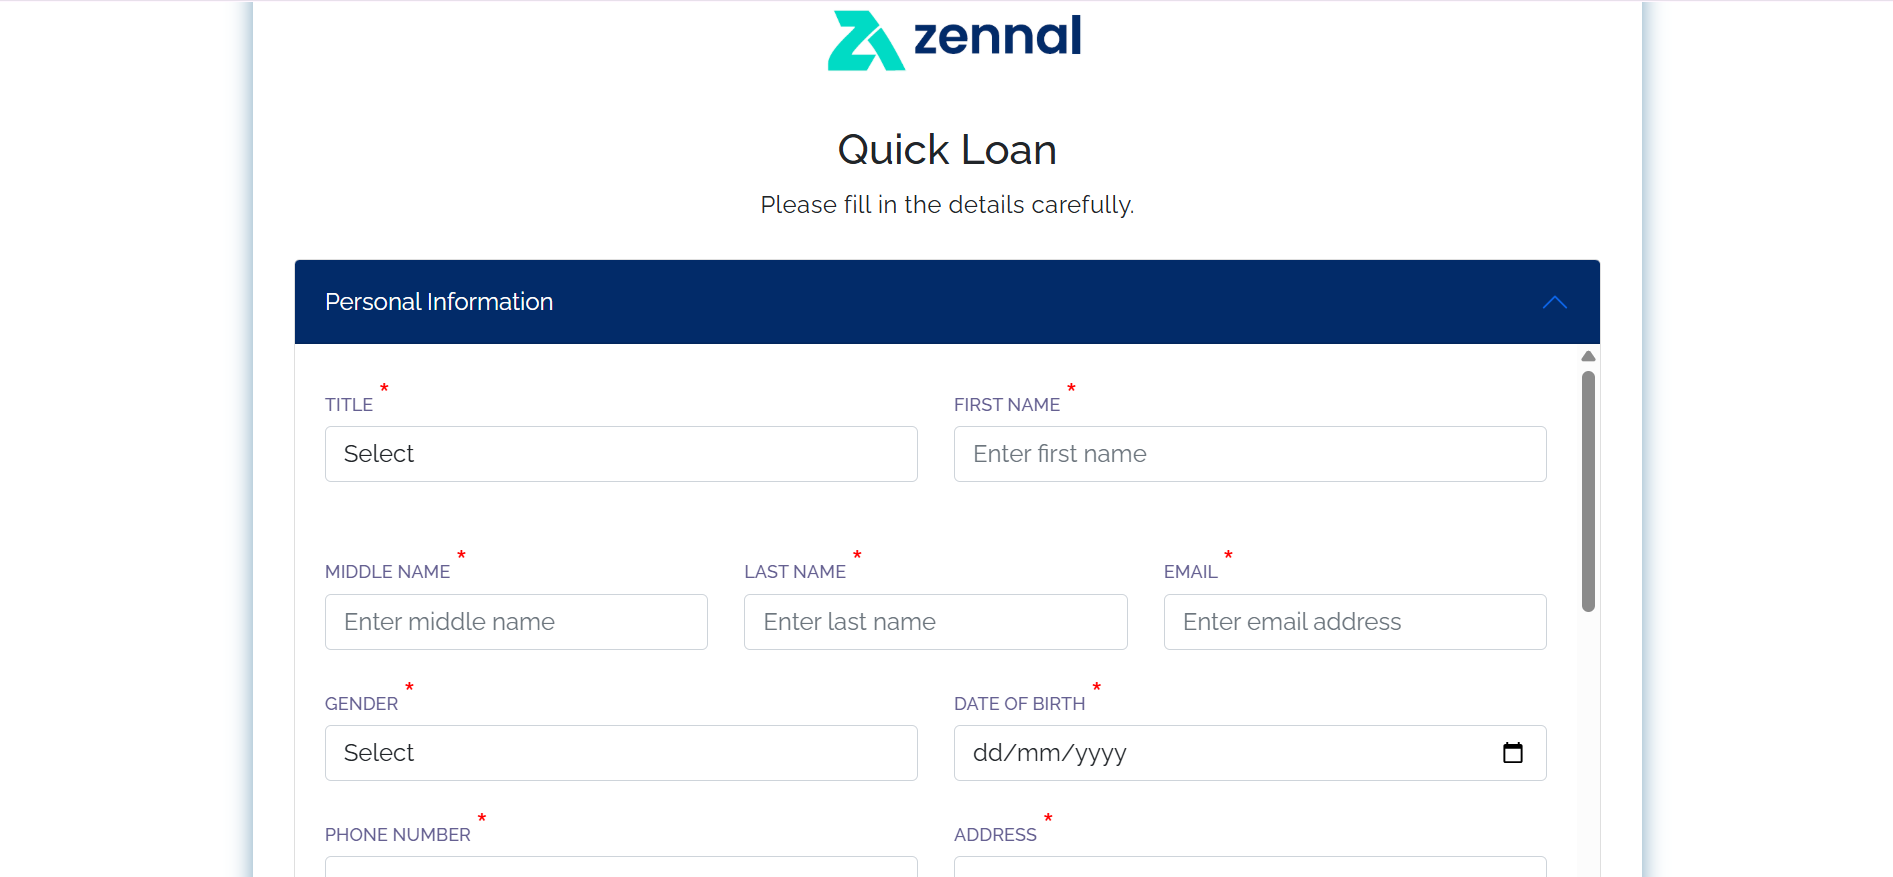 zennal
Quick Loan
Please fill in the details carefully.
Personal Information
TITLE *
FIRST NAME *
Select
Enter first name
MIDDLE NAME *
LAST NAME *
EMAIL *
Enter middle name
Enter last name
Enter email address
GENDER *
DATE OF BIRTH *
Select
dd/mm/yyyy
PHONE NUMBER *
ADDRESS *